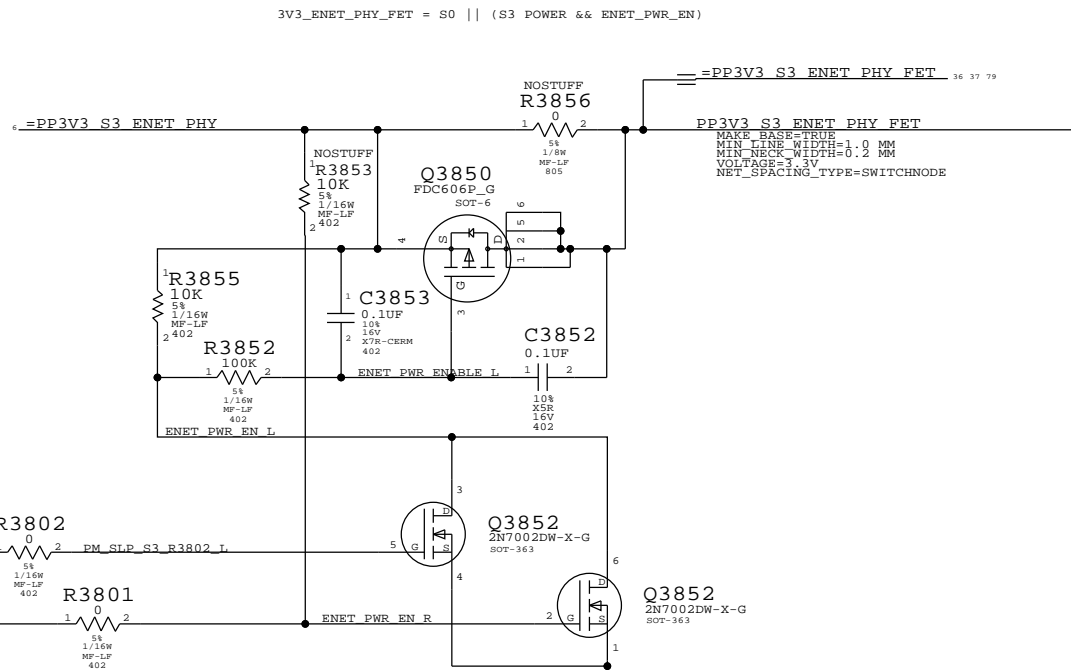 3V3_ENET_PHY_FET = S0 || (S3 POWER && ENET_PWR_EN)
=PP3V3_S3_ENET_PHY_FET 36 37 79
NOSTUFF
R3856
0
1 2
5%
1/8W
MF-LF
805
6 =PP3V3_S3_ENET_PHY
PP3V3_S3_ENET_PHY_FET
MAKE_BASE=TRUE
MIN_LINE_WIDTH=1.0 MM
MIN_NECK_WIDTH=0.2 MM
VOLTAGE=3.3V
NET_SPACING_TYPE=SWITCHNODE
NOSTUFF
1
R3853
10K
5%
1/16W
MF-LF
402
2
Q3850
FDC606P_G
SOT-6
4
S
D
G
6
5
2
1
3
1
R3855
10K
5%
1/16W
MF-LF
402
2
1
C3853
0.1UF
10%
16V
X7R-CERM
402
2
R3852
100K
1 2
5%
1/16W
MF-LF
402
ENET_PWR_ENABLE_L
C3852
0.1UF
1 2
10%
X5R
16V
402
ENET_PWR_EN_L
3
D
Q3852
2N7002DW-X-G
SOT-363
5 G
S
4
R3802
0
1 2
5%
1/16W
MF-LF
402
PM_SLP_S3_R3802_L
6
D
Q3852
2N7002DW-X-G
SOT-363
2 G
S
1
R3801
0
1 2
5%
1/16W
MF-LF
402
ENET_PWR_EN_R